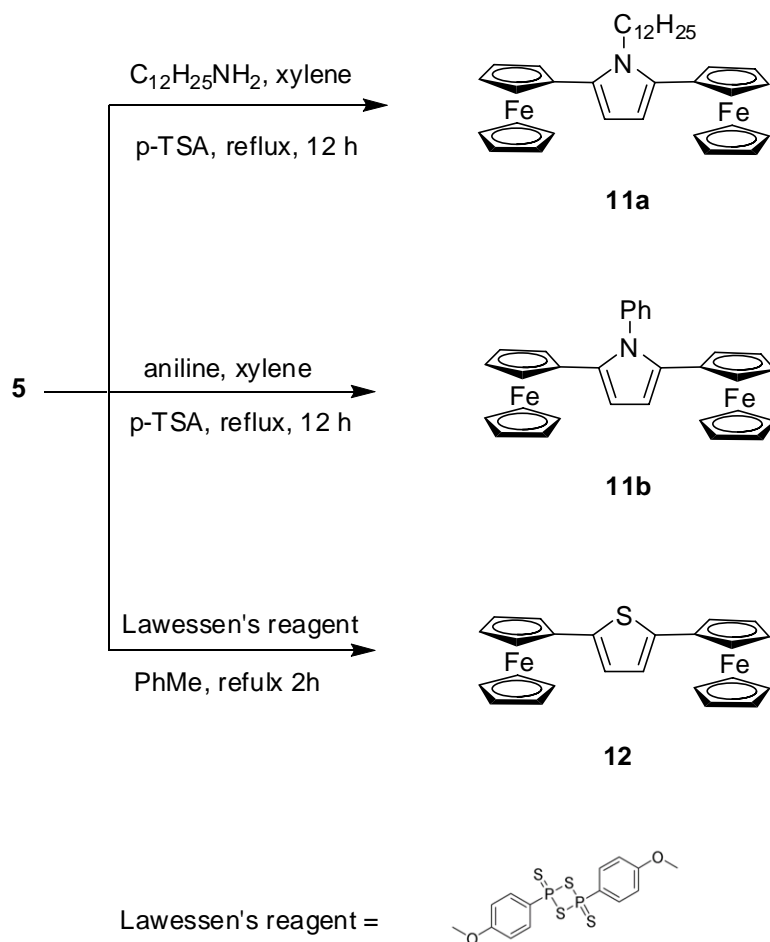 C12H25
C12H25NH2, xylene
N
Fe
Fe
p-TSA, reflux, 12 h
11a
Ph
N
aniline, xylene
5
Fe
Fe
p-TSA, reflux, 12 h
11b
S
Lawessen's reagent
Fe
Fe
PhMe, refulx 2h
12
O
S
S
P
P
S
S
O
Lawessen's reagent =